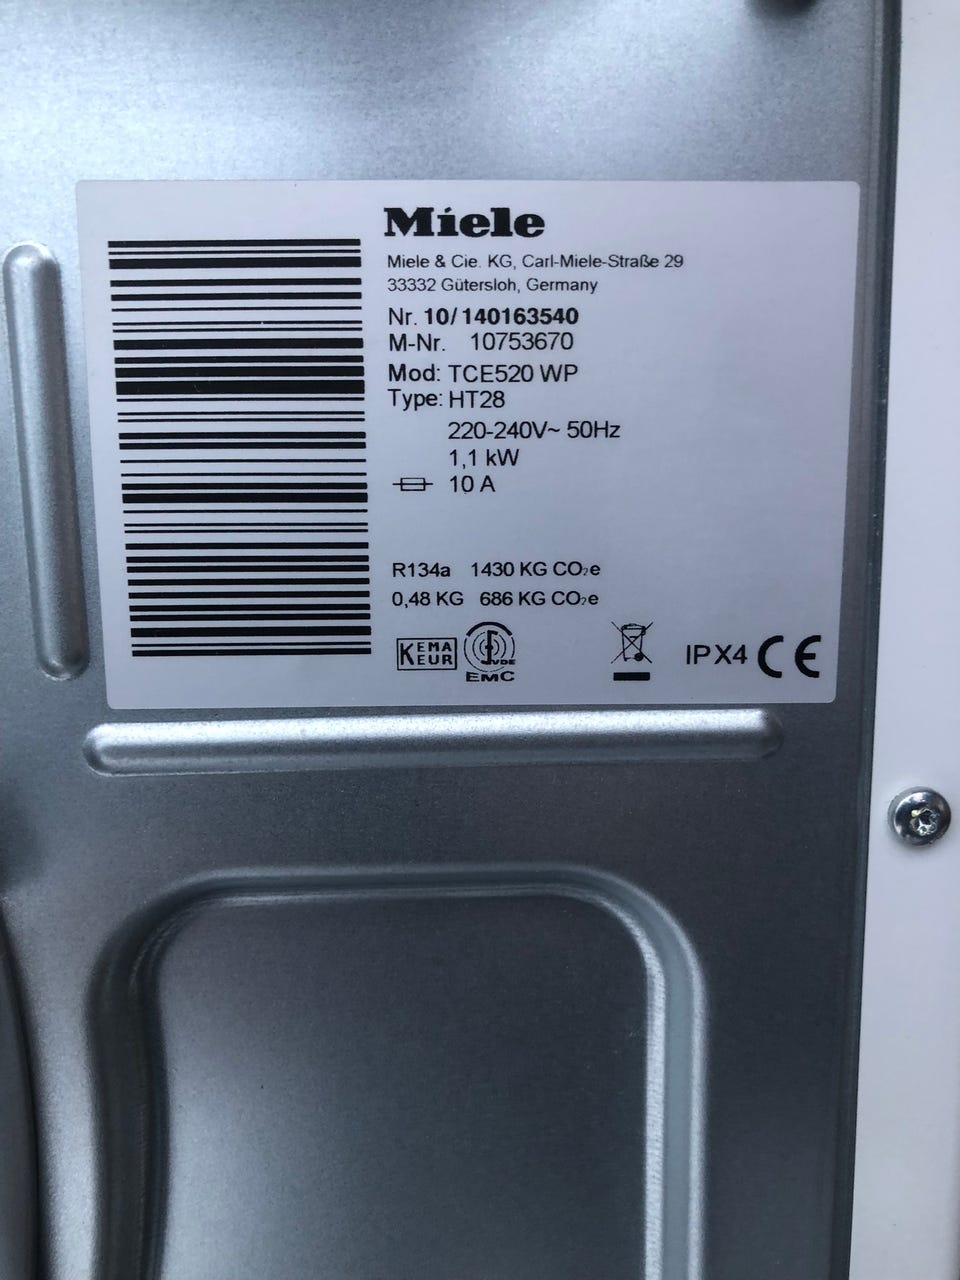 Miele
Miele & Cie. KG, Carl-Miele-Straße 29
33332 Gütersloh, Germany
Nr. 10/140163540
M-Nr. 10753670
Mod: TCE520 WP
Type: HT28
220-240V~ 50Hz
1,1 kW
10 A
R134a 1430 KG CO₂e
0,48 KG 686 KG CO₂e
KEMA
KEUR
VDE
EMC
IPX4 CE